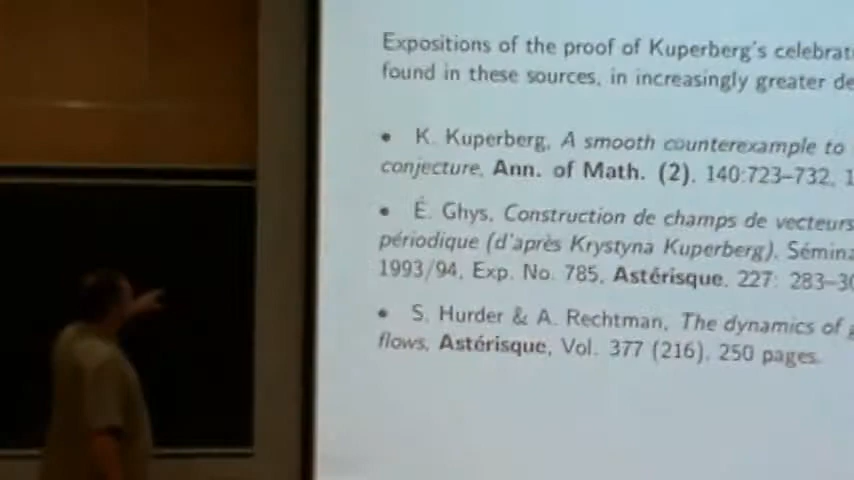 Expositions of the proof of Kuperberg's celebrat
found in these sources, in increasingly greater de
• K. Kuperberg, A smooth counterexample to
conjecture, Ann. of Math. (2), 140:723–732, 1
• É. Ghys, Construction de champs de vecteurs
périodique (d'après Krystyna Kuperberg), Sémina
1993/94, Exp. No. 785, Astérisque, 227: 283–30
• S. Hurder & A. Rechtman, The dynamics of g
flows, Astérisque, Vol. 377 (216), 250 pages.